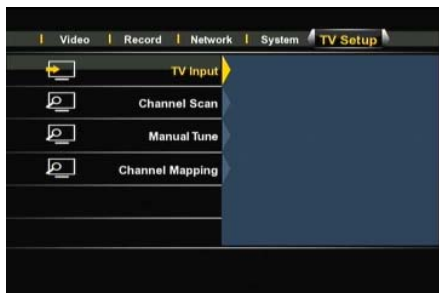 Video Record Network System TV Setup
TV Input
Channel Scan
Manual Tune
Channel Mapping